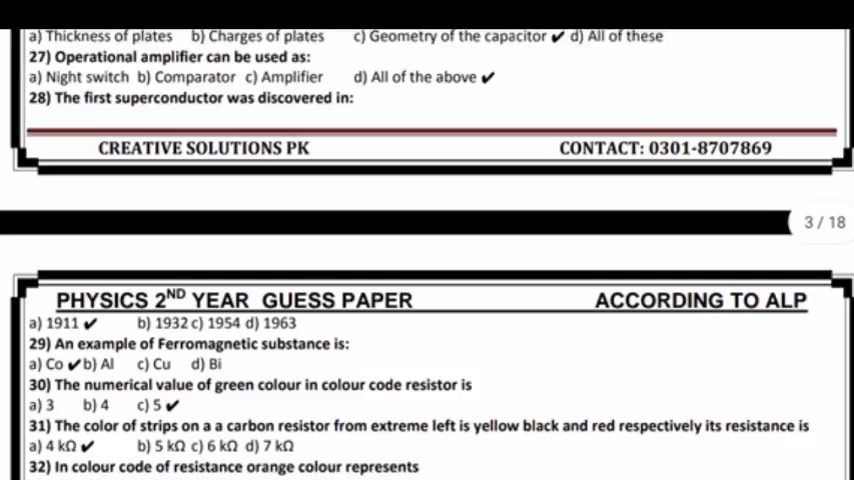 a) Thickness of plates b) Charges of plates c) Geometry of the capacitor ✔ d) All of these
27) Operational amplifier can be used as:
a) Night switch b) Comparator c) Amplifier d) All of the above ✔
28) The first superconductor was discovered in:
CREATIVE SOLUTIONS PK CONTACT: 0301-8707869
3 / 18
PHYSICS 2ND YEAR GUESS PAPER ACCORDING TO ALP
a) 1911 ✔ b) 1932 c) 1954 d) 1963
29) An example of Ferromagnetic substance is:
a) Co ✔ b) Al c) Cu d) Bi
30) The numerical value of green colour in colour code resistor is
a) 3 b) 4 c) 5 ✔
31) The color of strips on a a carbon resistor from extreme left is yellow black and red respectively its resistance is
a) 4 kΩ ✔ b) 5 kΩ c) 6 kΩ d) 7 kΩ
32) In colour code of resistance orange colour represents